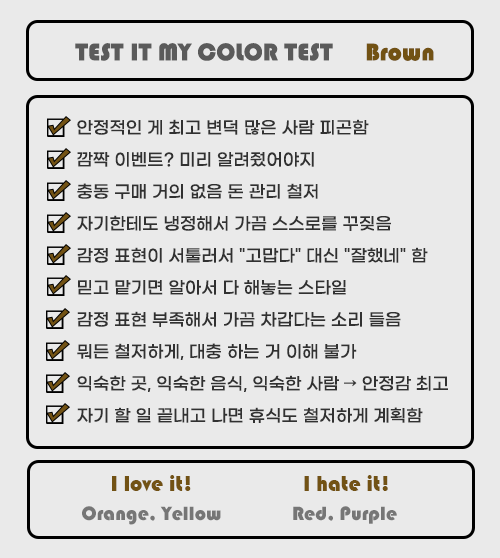 TEST IT MY COLOR TEST Brown
안정적인 게 최고 변덕 많은 사람 피곤함
깜짝 이벤트? 미리 알려줬어야지
충동 구매 거의 없음 돈 관리 철저
자기한테도 냉정해서 가끔 스스로를 꾸짖음
감정 표현이 서툴러서 "고맙다" 대신 "잘했네" 함
믿고 맡기면 알아서 다 해놓는 스타일
감정 표현 부족해서 가끔 차갑다는 소리 들음
뭐든 철저하게, 대충 하는 거 이해 불가
익숙한 곳, 익숙한 음식, 익숙한 사람 → 안정감 최고
자기 할 일 끝내고 나면 휴식도 철저하게 계획함
I love it! I hate it!
Orange, Yellow Red, Purple